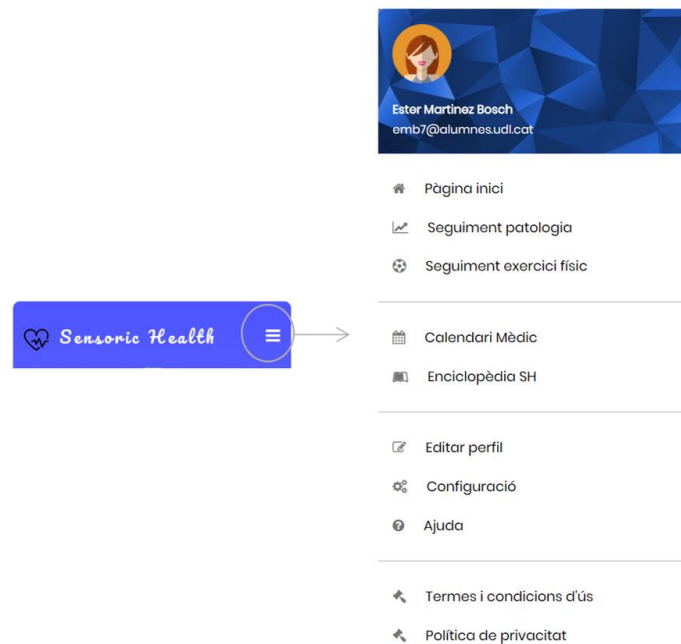 Sensoric Health
Ester Martinez Bosch
emb7@alumnes.udl.cat
Pàgina inici
Seguiment patologia
Seguiment exercici físic
Calendari Mèdic
Enciclopèdia SH
Editar perfil
Configuració
Ajuda
Termes i condicions d'ús
Política de privacitat